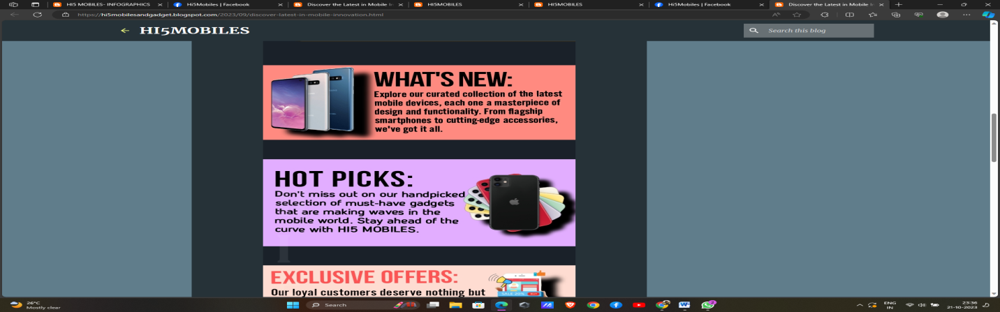 HI5 MOBILES- INFOGRAPHICS
Hi5Mobiles | Facebook
Discover the Latest in Mobile In
HI5MOBILES
HI5MOBILES
Hi5Mobiles | Facebook
Discover the Latest in Mobile In
https://hi5mobilesandgadget.blogspot.com/2023/09/discover-latest-in-mobile-innovation.html
HI5MOBILES
Search this blog
WHAT'S NEW:
Explore our curated collection of the latest
mobile devices, each one a masterpiece of
design and functionality. From flagship
smartphones to cutting-edge accessories,
we've got it all.
HOT PICKS:
Don't miss out on our handpicked
selection of must-have gadgets
that are making waves in the
mobile world. Stay ahead of the
curve with HI5 MOBILES.
EXCLUSIVE OFFERS:
SALE 20%
Our loyal customers deserve nothing but
26°C
Mostly clear
Search
ENG
IN
23:36
21-10-2023